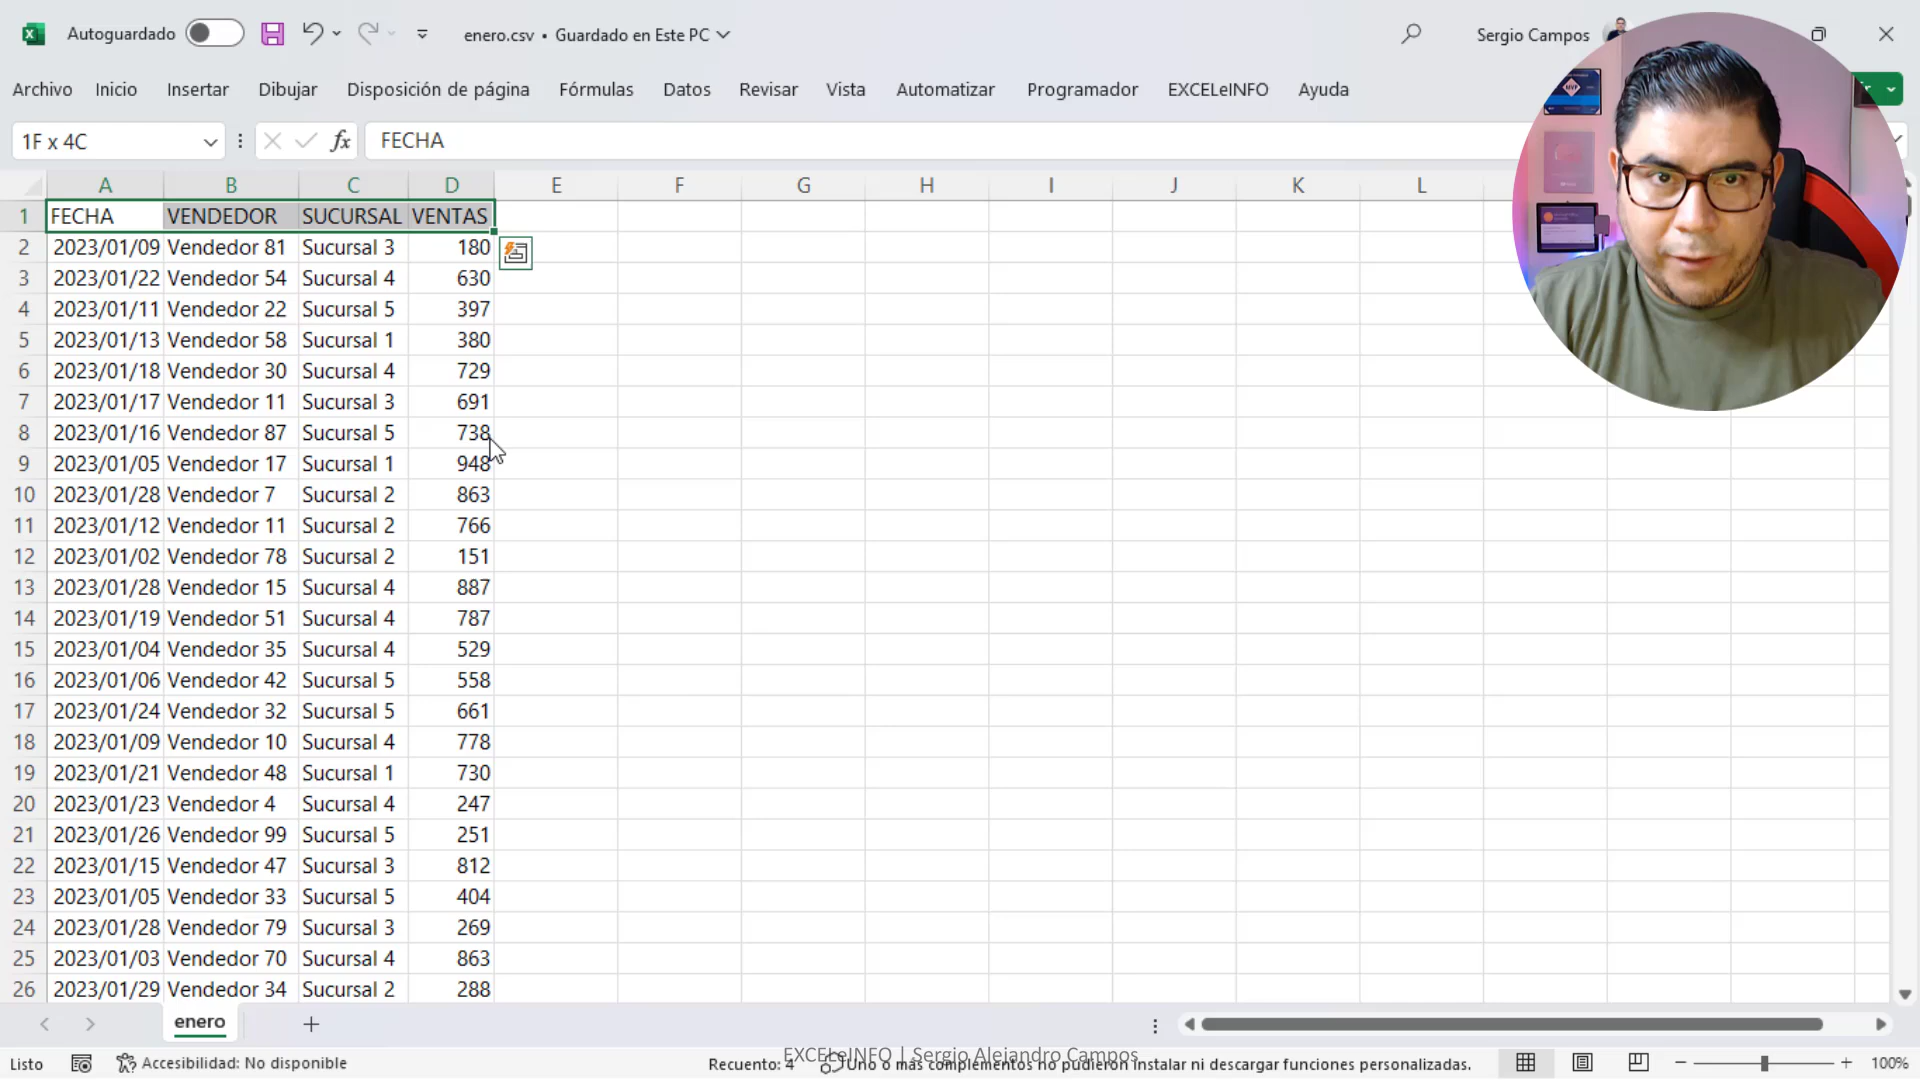 Autoguardado
enero.csv • Guardado en Este PC
Sergio Campos
Archivo Inicio Insertar Dibujar Disposición de página Fórmulas Datos Revisar Vista Automatizar Programador EXCELeINFO Ayuda
1F x 4C
fx
FECHA
A B C D E F G H I J K L
1 FECHA VENDEDOR SUCURSAL VENTAS
2 2023/01/09 Vendedor 81 Sucursal 3 180
3 2023/01/22 Vendedor 54 Sucursal 4 630
4 2023/01/11 Vendedor 22 Sucursal 5 397
5 2023/01/13 Vendedor 58 Sucursal 1 380
6 2023/01/18 Vendedor 30 Sucursal 4 729
7 2023/01/17 Vendedor 11 Sucursal 3 691
8 2023/01/16 Vendedor 87 Sucursal 5 738
9 2023/01/05 Vendedor 17 Sucursal 1 948
10 2023/01/28 Vendedor 7 Sucursal 2 863
11 2023/01/12 Vendedor 11 Sucursal 2 766
12 2023/01/02 Vendedor 78 Sucursal 2 151
13 2023/01/28 Vendedor 15 Sucursal 4 887
14 2023/01/19 Vendedor 51 Sucursal 4 787
15 2023/01/04 Vendedor 35 Sucursal 4 529
16 2023/01/06 Vendedor 42 Sucursal 5 558
17 2023/01/24 Vendedor 32 Sucursal 5 661
18 2023/01/09 Vendedor 10 Sucursal 4 778
19 2023/01/21 Vendedor 48 Sucursal 1 730
20 2023/01/23 Vendedor 4 Sucursal 4 247
21 2023/01/26 Vendedor 99 Sucursal 5 251
22 2023/01/15 Vendedor 47 Sucursal 3 812
23 2023/01/05 Vendedor 33 Sucursal 5 404
24 2023/01/28 Vendedor 79 Sucursal 3 269
25 2023/01/03 Vendedor 70 Sucursal 4 863
26 2023/01/29 Vendedor 34 Sucursal 2 288
enero
EXCELeINFO | Sergio Alejandro Campos
Listo Accesibilidad: No disponible Recuento: 4 Uno o más complementos no pudieron instalar ni descargar funciones personalizadas. 100%